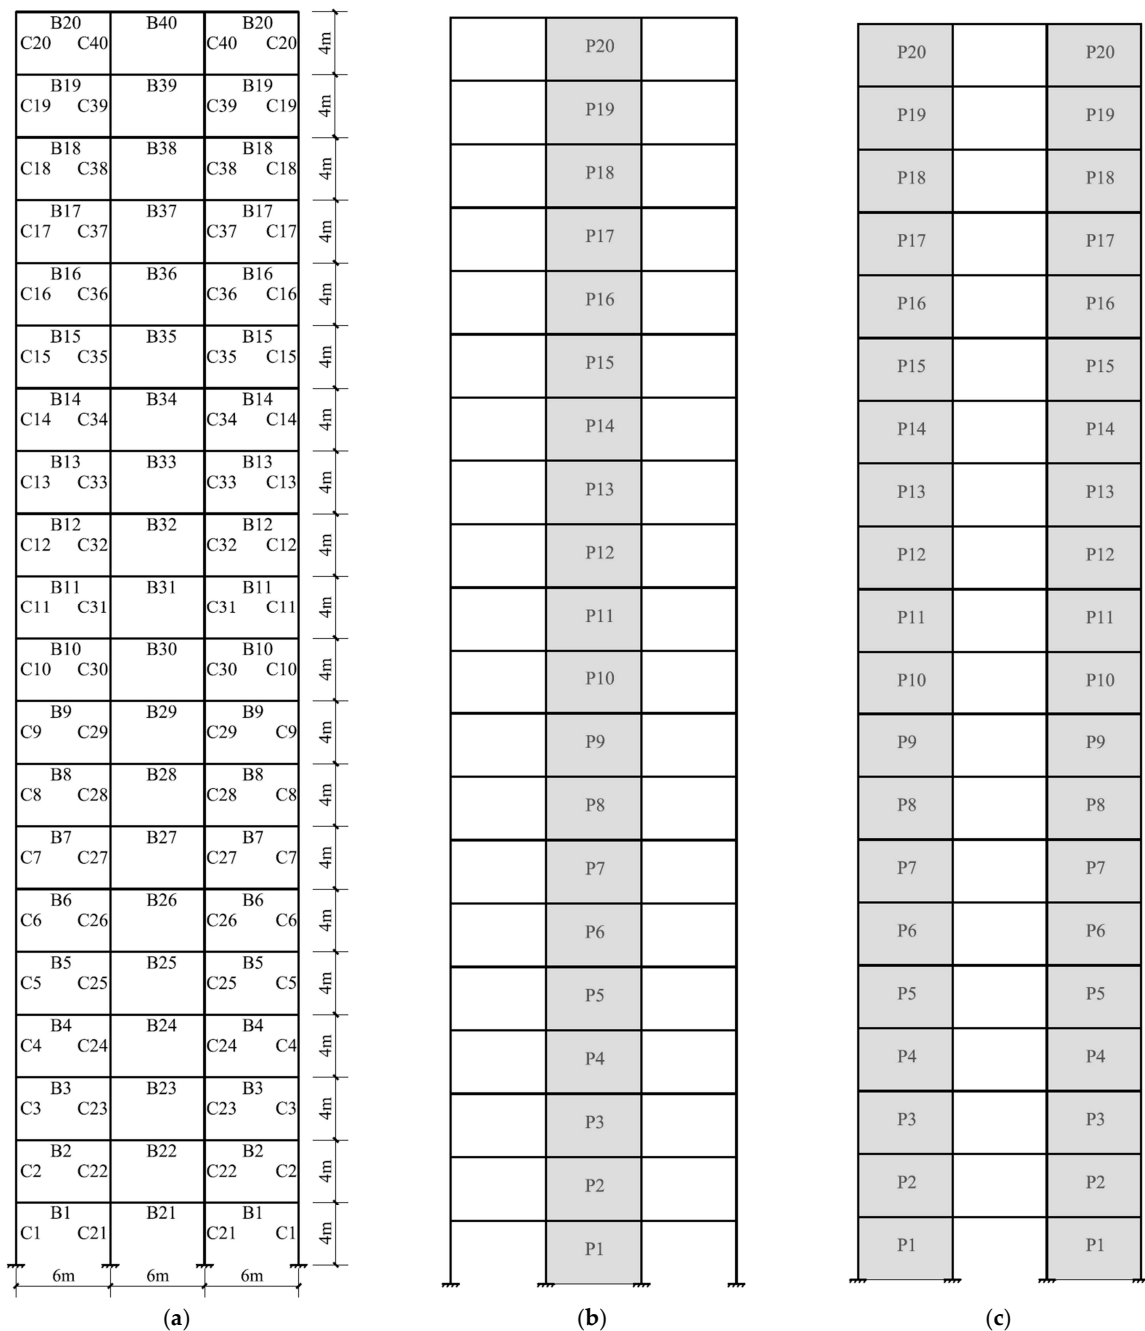 B20 B40 B20
C20 C40 C40 C20 4m
B19 B39 B19
C19 C39 C39 C19 4m
B18 B38 B18
C18 C38 C38 C18 4m
B17 B37 B17
C17 C37 C37 C17 4m
B16 B36 B16
C16 C36 C36 C16 4m
B15 B35 B15
C15 C35 C35 C15 4m
B14 B34 B14
C14 C34 C34 C14 4m
B13 B33 B13
C13 C33 C33 C13 4m
B12 B32 B12
C12 C32 C32 C12 4m
B11 B31 B11
C11 C31 C31 C11 4m
B10 B30 B10
C10 C30 C30 C10 4m
B9 B29 B9
C9 C29 C29 C9 4m
B8 B28 B8
C8 C28 C28 C8 4m
B7 B27 B7
C7 C27 C27 C7 4m
B6 B26 B6
C6 C26 C26 C6 4m
B5 B25 B5
C5 C25 C25 C5 4m
B4 B24 B4
C4 C24 C24 C4 4m
B3 B23 B3
C3 C23 C23 C3 4m
B2 B22 B2
C2 C22 C22 C2 4m
B1 B21 B1
C1 C21 C21 C1 4m
6m 6m 6m
(a)
P20
P19
P18
P17
P16
P15
P14
P13
P12
P11
P10
P9
P8
P7
P6
P5
P4
P3
P2
P1
(b)
P20 P20
P19 P19
P18 P18
P17 P17
P16 P16
P15 P15
P14 P14
P13 P13
P12 P12
P11 P11
P10 P10
P9 P9
P8 P8
P7 P7
P6 P6
P5 P5
P4 P4
P3 P3
P2 P2
P1 P1
(c)